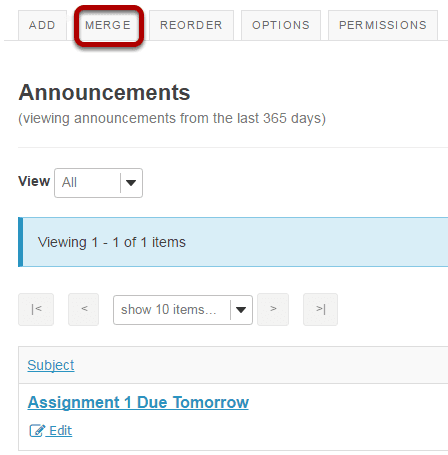 ADD MERGE REORDER OPTIONS PERMISSIONS
Announcements
(viewing announcements from the last 365 days)
View All
Viewing 1 - 1 of 1 items
|< < show 10 items... > >|
Subject
Assignment 1 Due Tomorrow
Edit